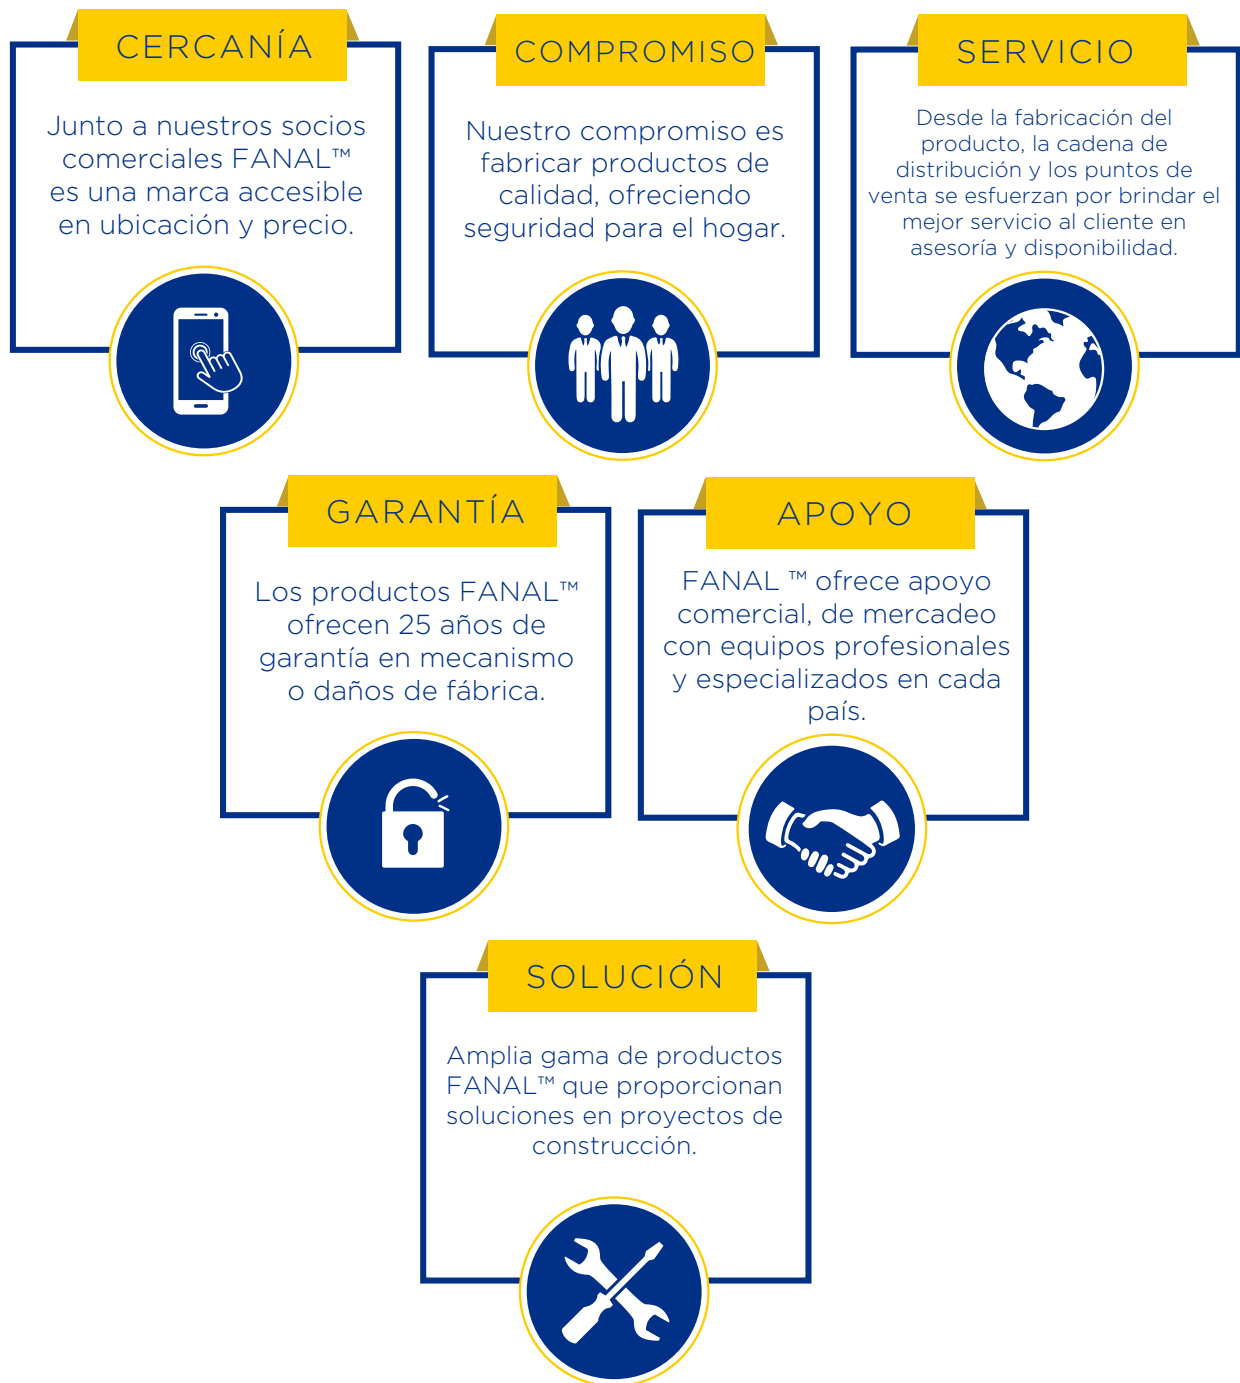 CERCANÍA
Junto a nuestros socios
comerciales FANAL™
es una marca accesible
en ubicación y precio.
COMPROMISO
Nuestro compromiso es
fabricar productos de
calidad, ofreciendo
seguridad para el hogar.
SERVICIO
Desde la fabricación del
producto, la cadena de
distribución y los puntos de
venta se esfuerzan por brindar el
mejor servicio al cliente en
asesoría y disponibilidad.
GARANTÍA
Los productos FANAL™
ofrecen 25 años de
garantía en mecanismo
o daños de fábrica.
APOYO
FANAL ™ ofrece apoyo
comercial, de mercadeo
con equipos profesionales
y especializados en cada
país.
SOLUCIÓN
Amplia gama de productos
FANAL™ que proporcionan
soluciones en proyectos de
construcción.